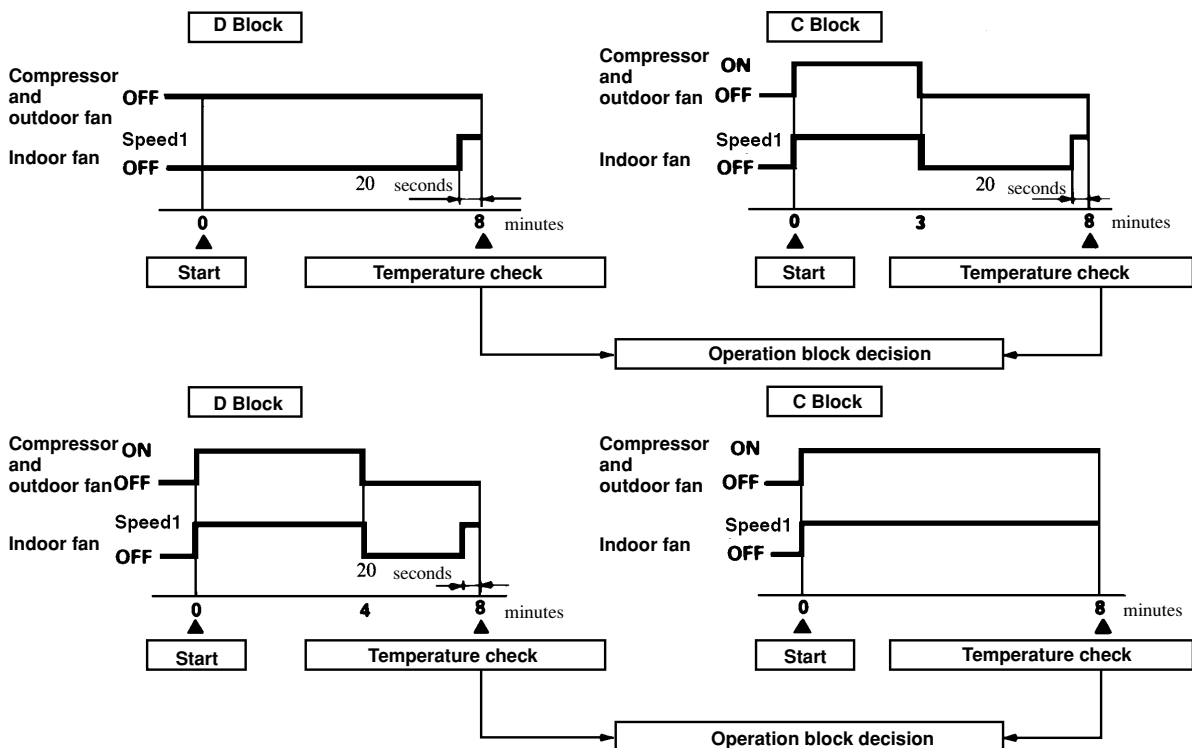 D Block
Compressor
and
outdoor fan
OFF
Speed1
Indoor fan
OFF
20 seconds
0
8
minutes
Start
Temperature check
C Block
Compressor
and
outdoor fan
ON
OFF
Speed1
Indoor fan
OFF
20 seconds
0
3
8
minutes
Start
Temperature check
Operation block decision
D Block
Compressor
and
outdoor fan
ON
OFF
Speed1
Indoor fan
OFF
20 seconds
0
4
8
minutes
Start
Temperature check
C Block
Compressor
and
outdoor fan
ON
OFF
Speed1
Indoor fan
OFF
0
8
minutes
Start
Temperature check
Operation block decision